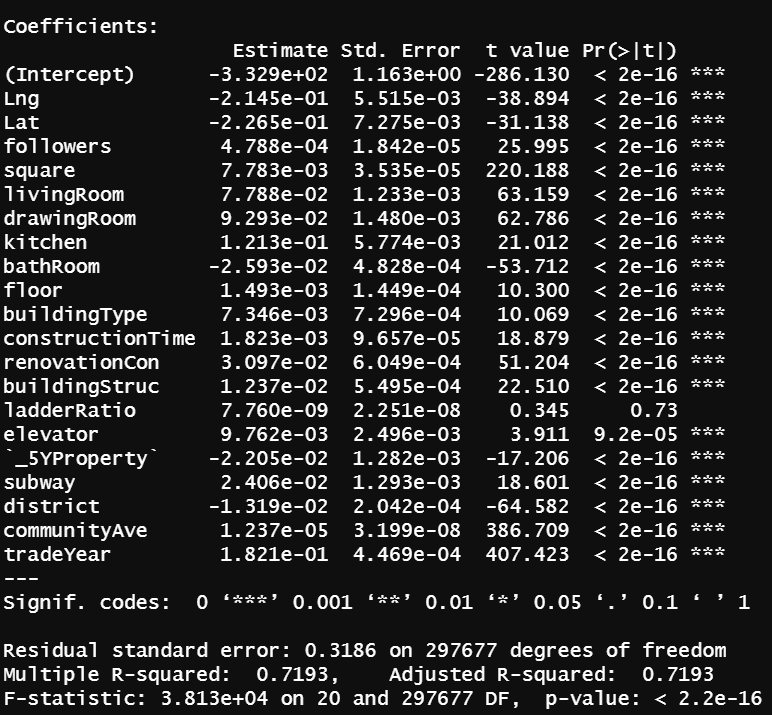 Coefficients:
                   Estimate Std. Error  t value Pr(>|t|)
(Intercept)      -3.329e+02  1.163e+00 -286.130  < 2e-16 ***
Lng              -2.145e-01  5.515e-03  -38.894  < 2e-16 ***
Lat              -2.265e-01  7.275e-03  -31.138  < 2e-16 ***
followers         4.788e-04  1.842e-05   25.995  < 2e-16 ***
square            7.783e-03  3.535e-05  220.188  < 2e-16 ***
livingRoom        7.788e-02  1.233e-03   63.159  < 2e-16 ***
drawingRoom       9.293e-02  1.480e-03   62.786  < 2e-16 ***
kitchen           1.213e-01  5.774e-03   21.012  < 2e-16 ***
bathRoom         -2.593e-02  4.828e-04  -53.712  < 2e-16 ***
floor             1.493e-03  1.449e-04   10.300  < 2e-16 ***
buildingType      7.346e-03  7.296e-04   10.069  < 2e-16 ***
constructionTime  1.823e-03  9.657e-05   18.879  < 2e-16 ***
renovationCon     3.097e-02  6.049e-04   51.204  < 2e-16 ***
buildingStruc     1.237e-02  5.495e-04   22.510  < 2e-16 ***
ladderRatio       7.760e-09  2.251e-08    0.345     0.73
elevator          9.762e-03  2.496e-03    3.911  9.2e-05 ***
`_5YProperty`    -2.205e-02  1.282e-03  -17.206  < 2e-16 ***
subway            2.406e-02  1.293e-03   18.601  < 2e-16 ***
district         -1.319e-02  2.042e-04  -64.582  < 2e-16 ***
communityAve      1.237e-05  3.199e-08  386.709  < 2e-16 ***
tradeYear         1.821e-01  4.469e-04  407.423  < 2e-16 ***
---
Signif. codes:  0 ‘***’ 0.001 ‘**’ 0.01 ‘*’ 0.05 ‘.’ 0.1 ‘ ’ 1
Residual standard error: 0.3186 on 297677 degrees of freedom
Multiple R-squared:  0.7193,    Adjusted R-squared:  0.7193
F-statistic: 3.813e+04 on 20 and 297677 DF,  p-value: < 2.2e-16